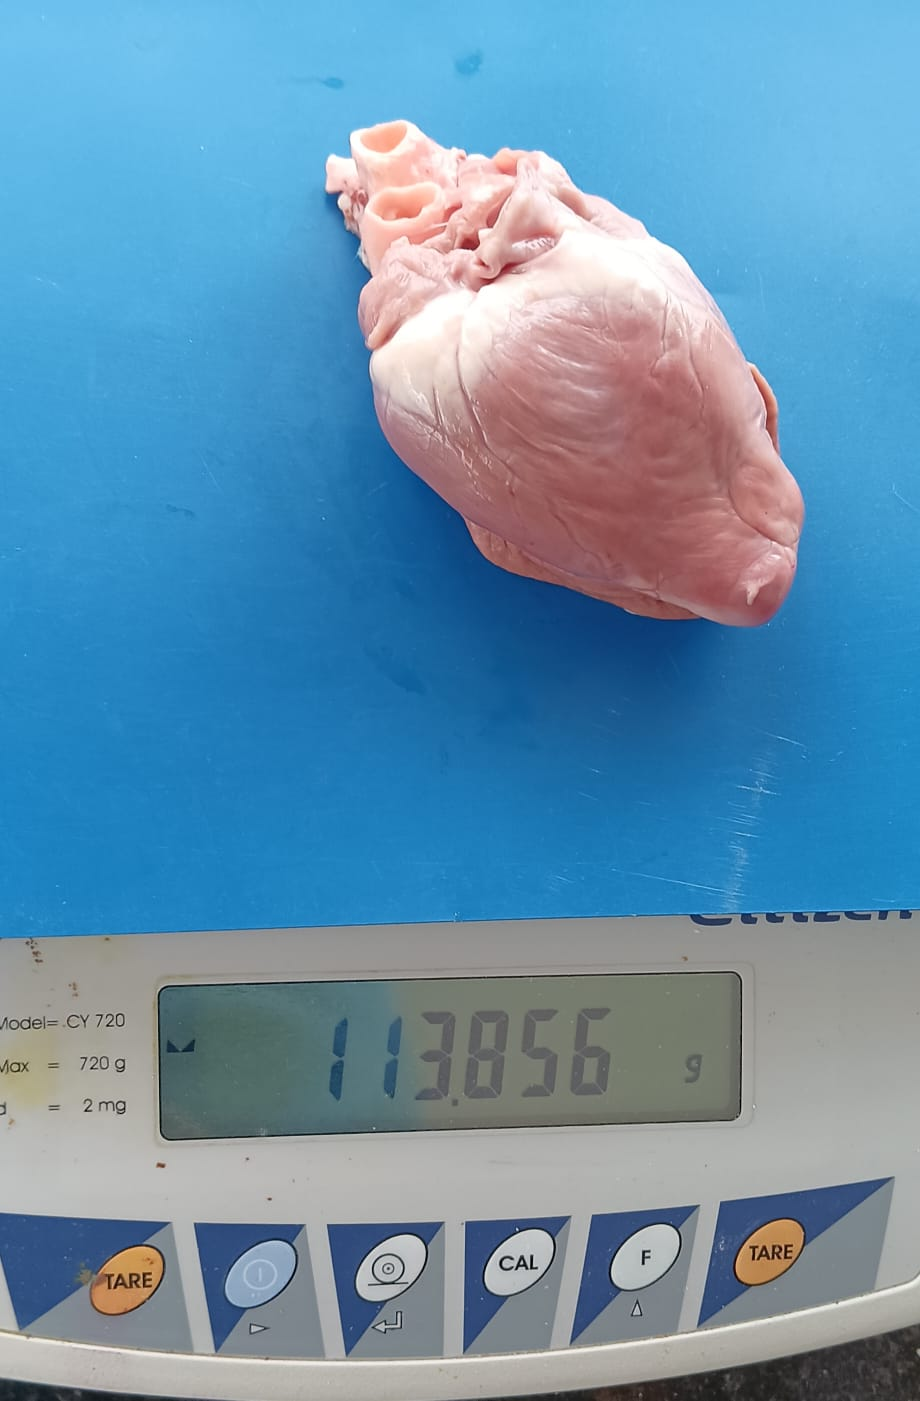 Citizen
Model= CY 720
Max = 720 g
d = 2 mg
113.856 g
TARE
CAL
F
TARE